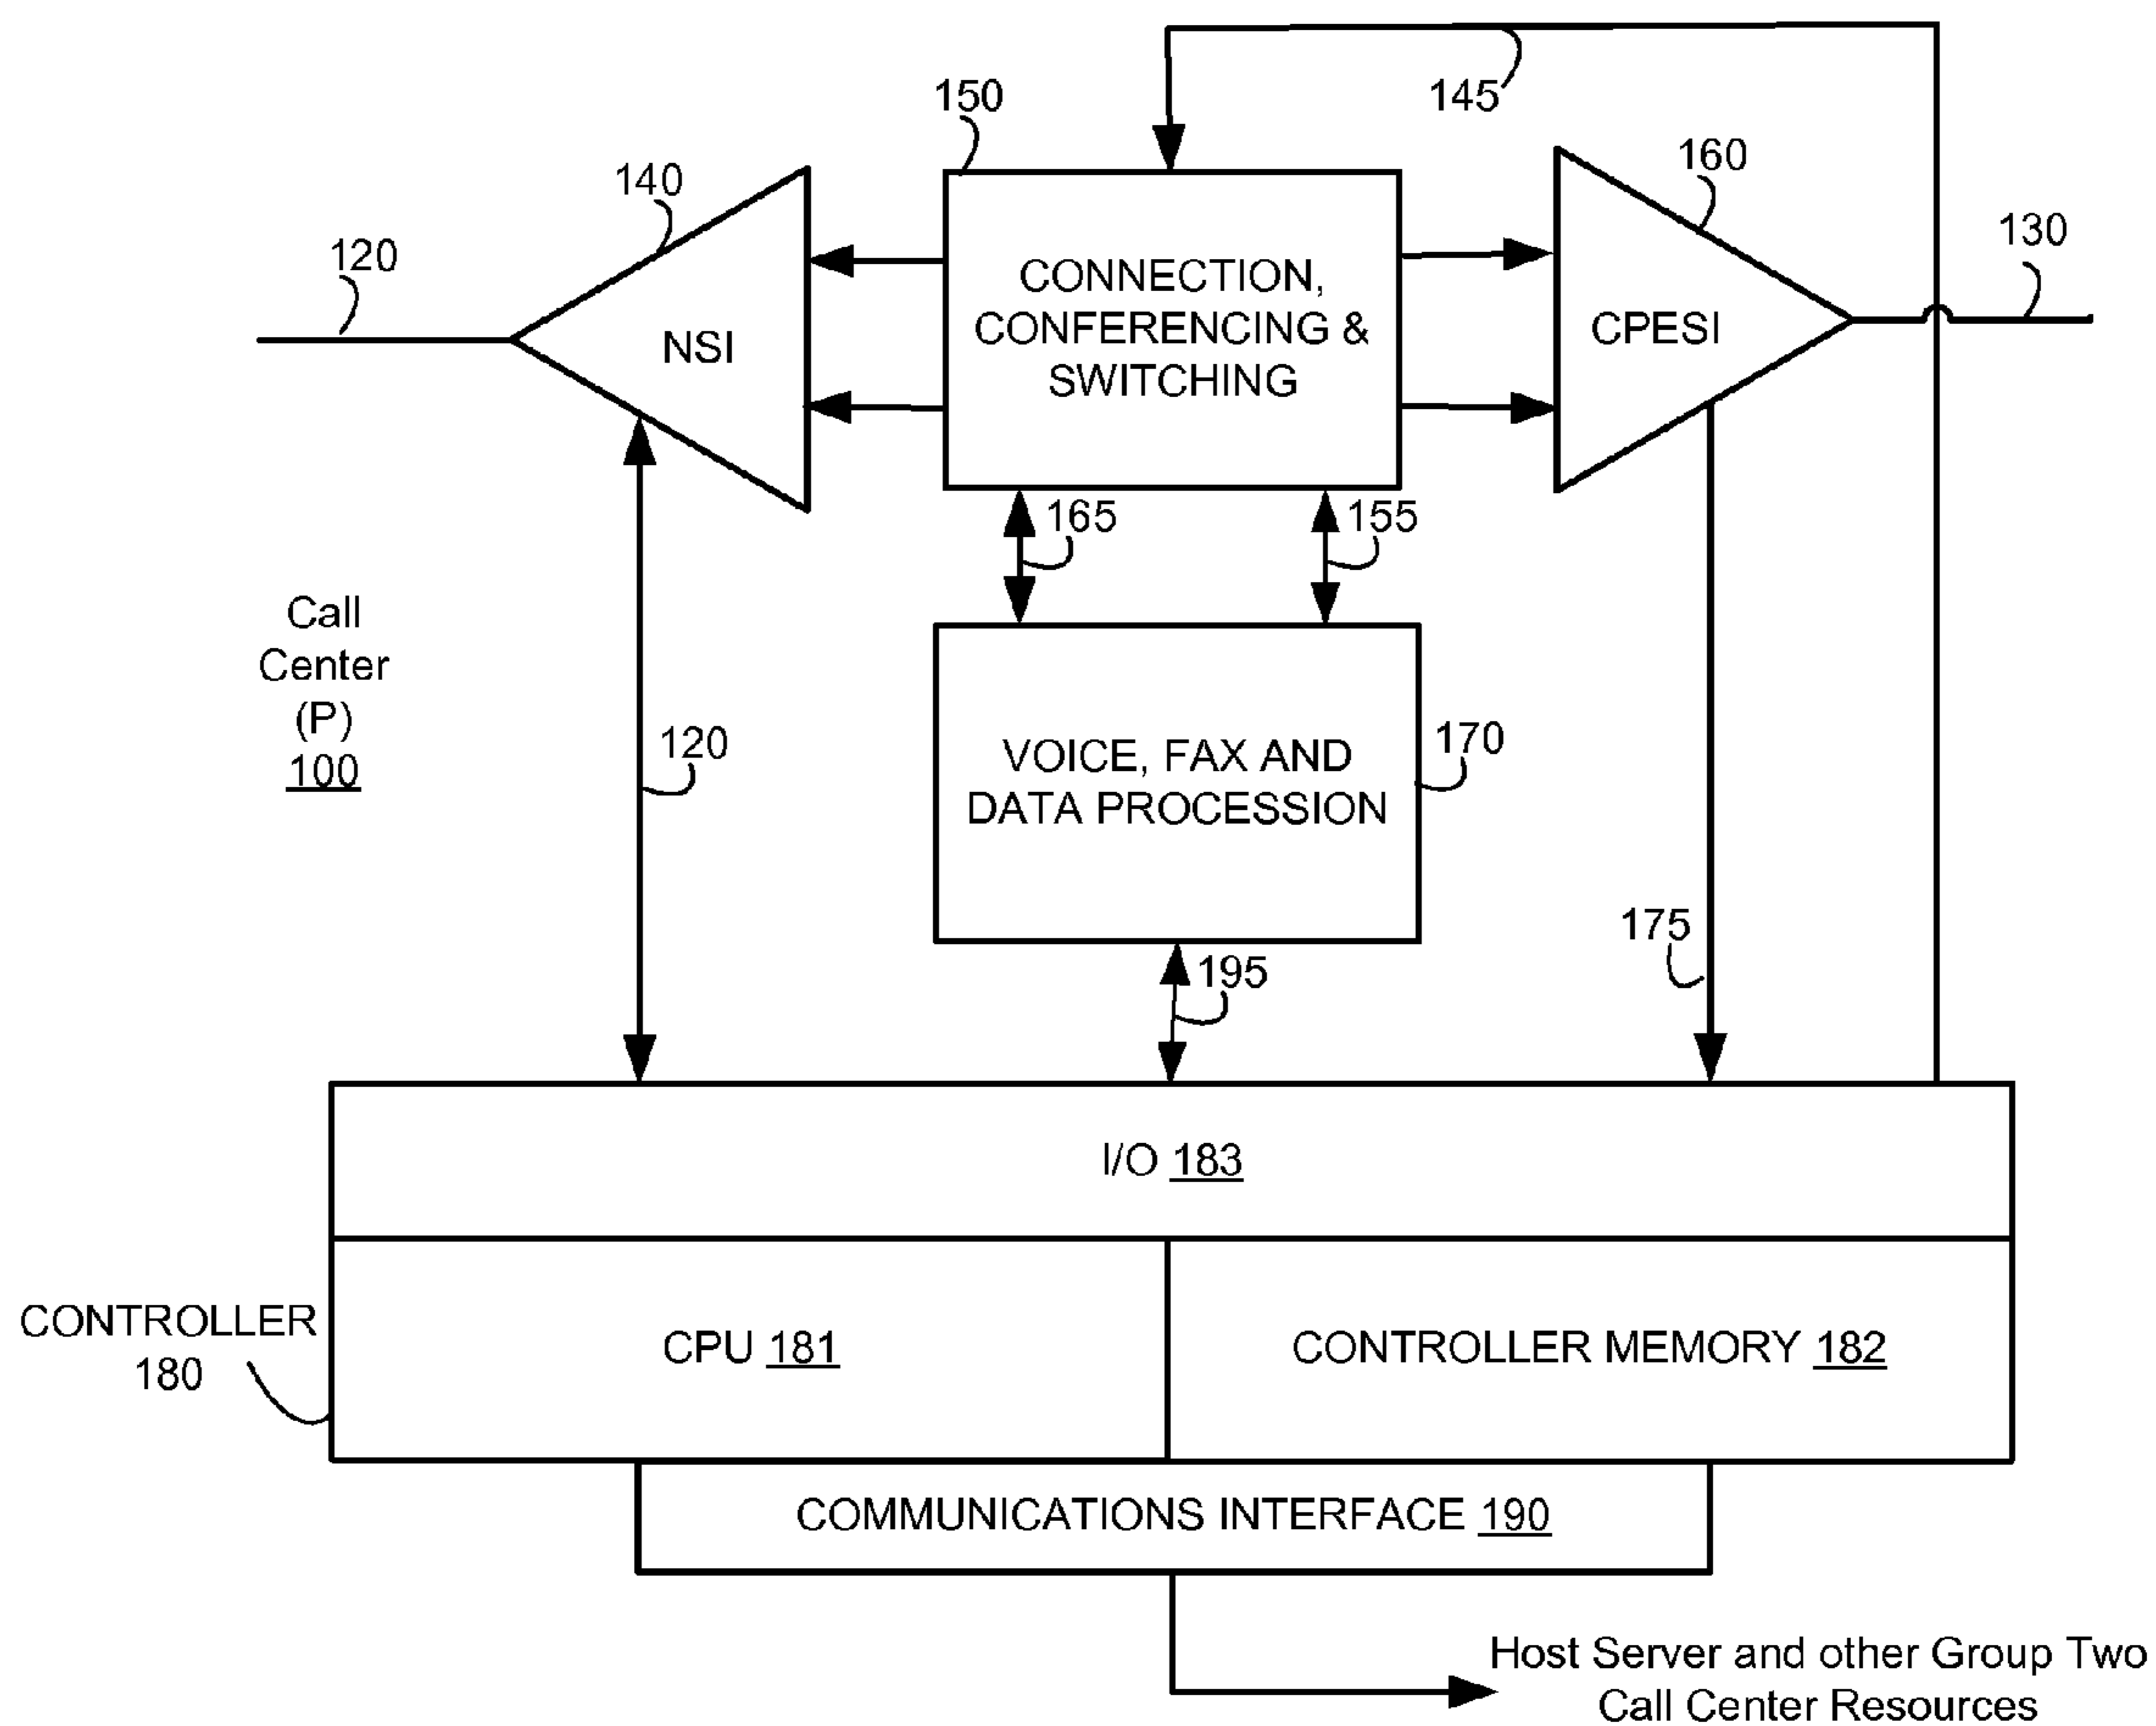 145
150
160
140
130
120
CONNECTION,
CONFERENCING &
SWITCHING
NSI
CPESI
165
155
Call
Center
(P)
100
120
VOICE, FAX AND
DATA PROCESSION
170
175
195
I/O 183
CONTROLLER
180
CPU 181
CONTROLLER MEMORY 182
COMMUNICATIONS INTERFACE 190
Host Server and other Group Two
Call Center Resources